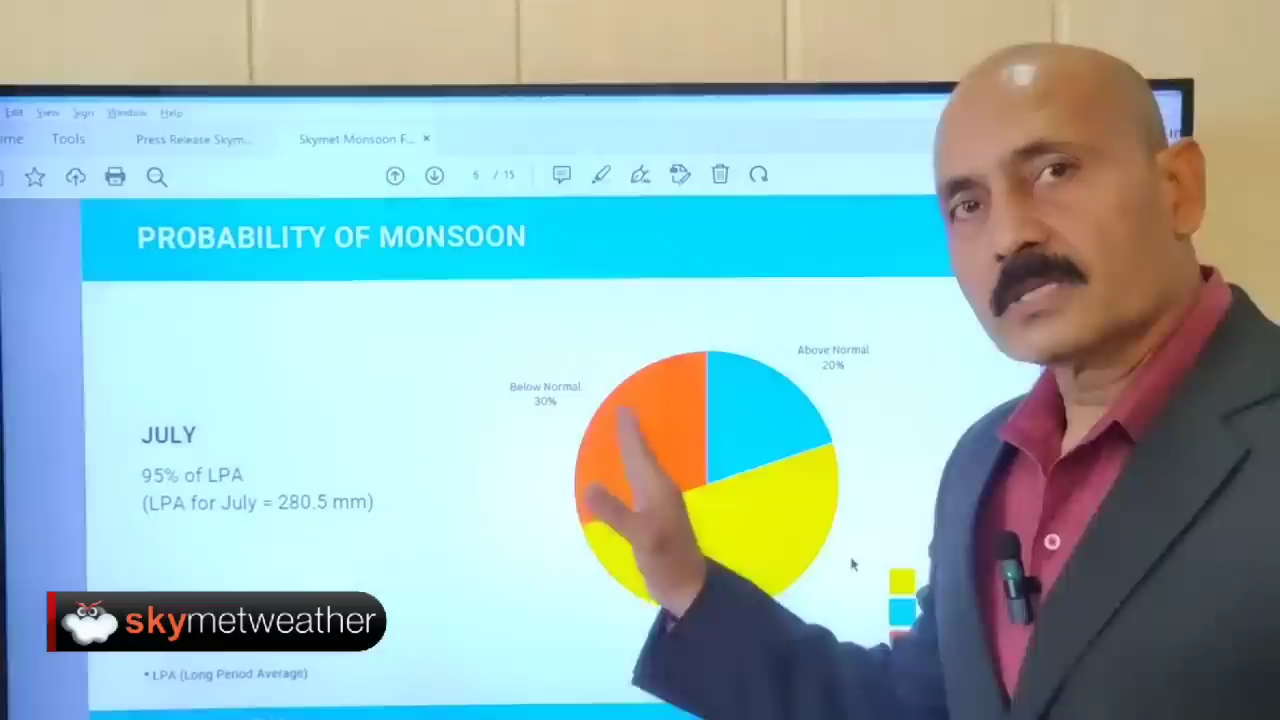 Edit View Sign Window Help
ome Tools Press Release Skym... Skymet Monsoon F... ×
6 / 15
PROBABILITY OF MONSOON
Above Normal
20%
Below Normal
30%
JULY
95% of LPA
(LPA for July = 280.5 mm)
skymetweather
* LPA (Long Period Average)